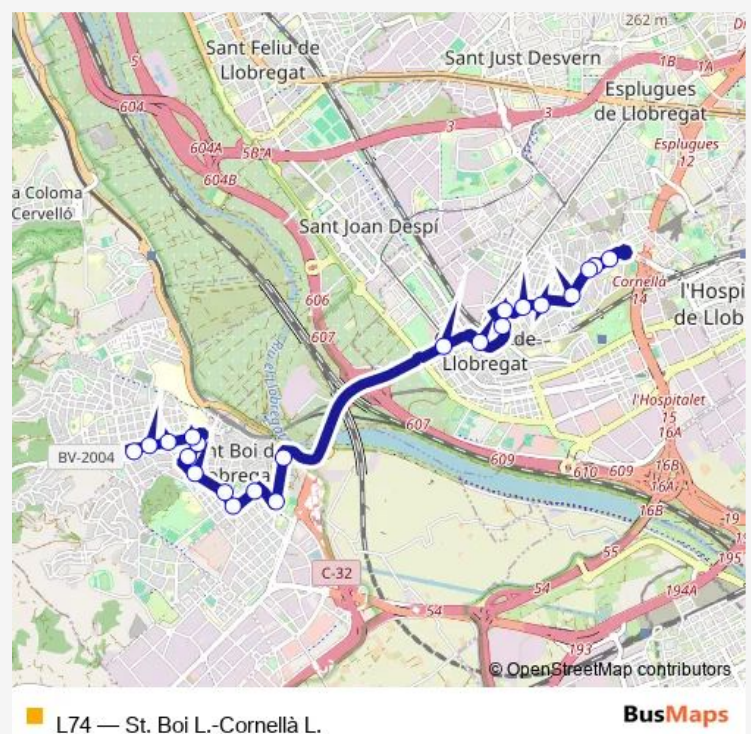 262 m
Sant Feliu de
Llobregat
Sant Just Desvern
1B
1A
5
Esplugues
de Llobregat
604
604A
5B
A
3
3
Esplugues
12
604B
a Coloma
Cervelló
Sant Joan Despí
Cornellà
14
l'Hospi
de Llob
606
607
de
Llobregat
l'Hospitalet
15
16A
BV-2004
nt Boi d
obrega
607
609
610
609
16B
16A
16B
19
195
55
C-32
54
54
194A
193
© OpenStreetMap contributors
L74 — St. Boi L.-Cornellà L.
BusMaps